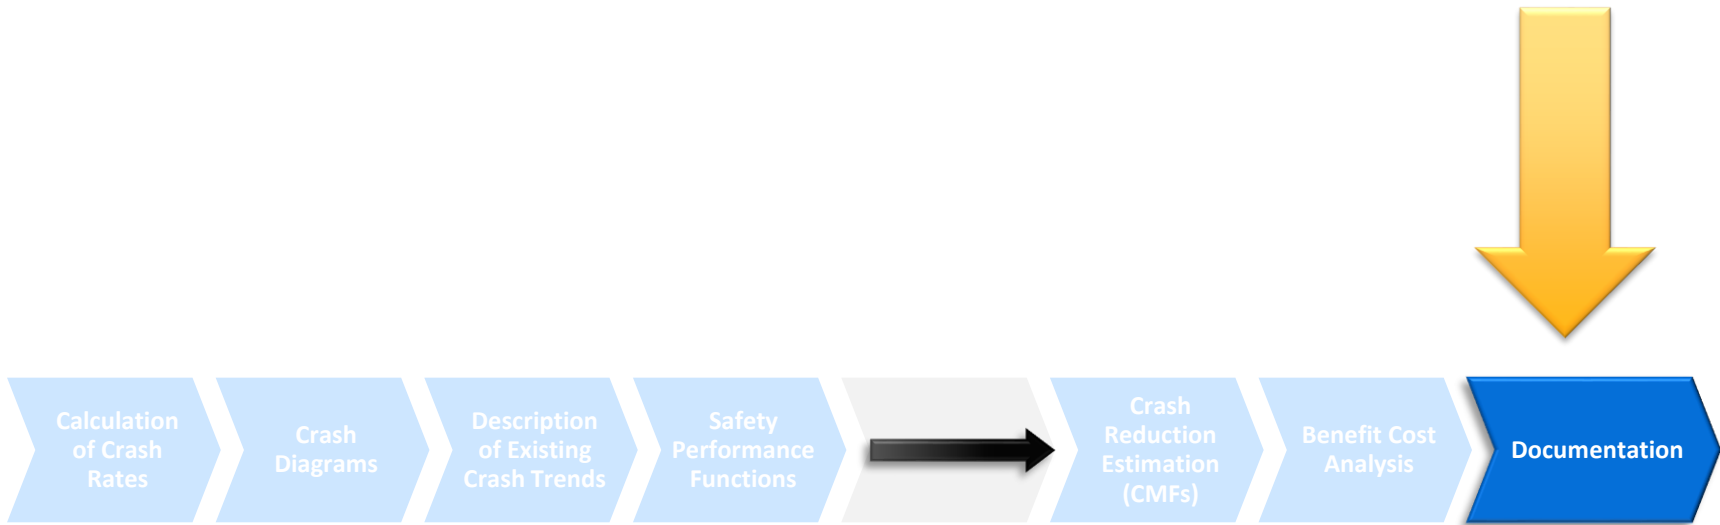 Calculation
of Crash
Rates
Crash
Diagrams
Description
of Existing
Crash Trends
Safety
Performance
Functions
Crash
Reduction
Estimation
(CMFs)
Benefit Cost
Analysis
Documentation